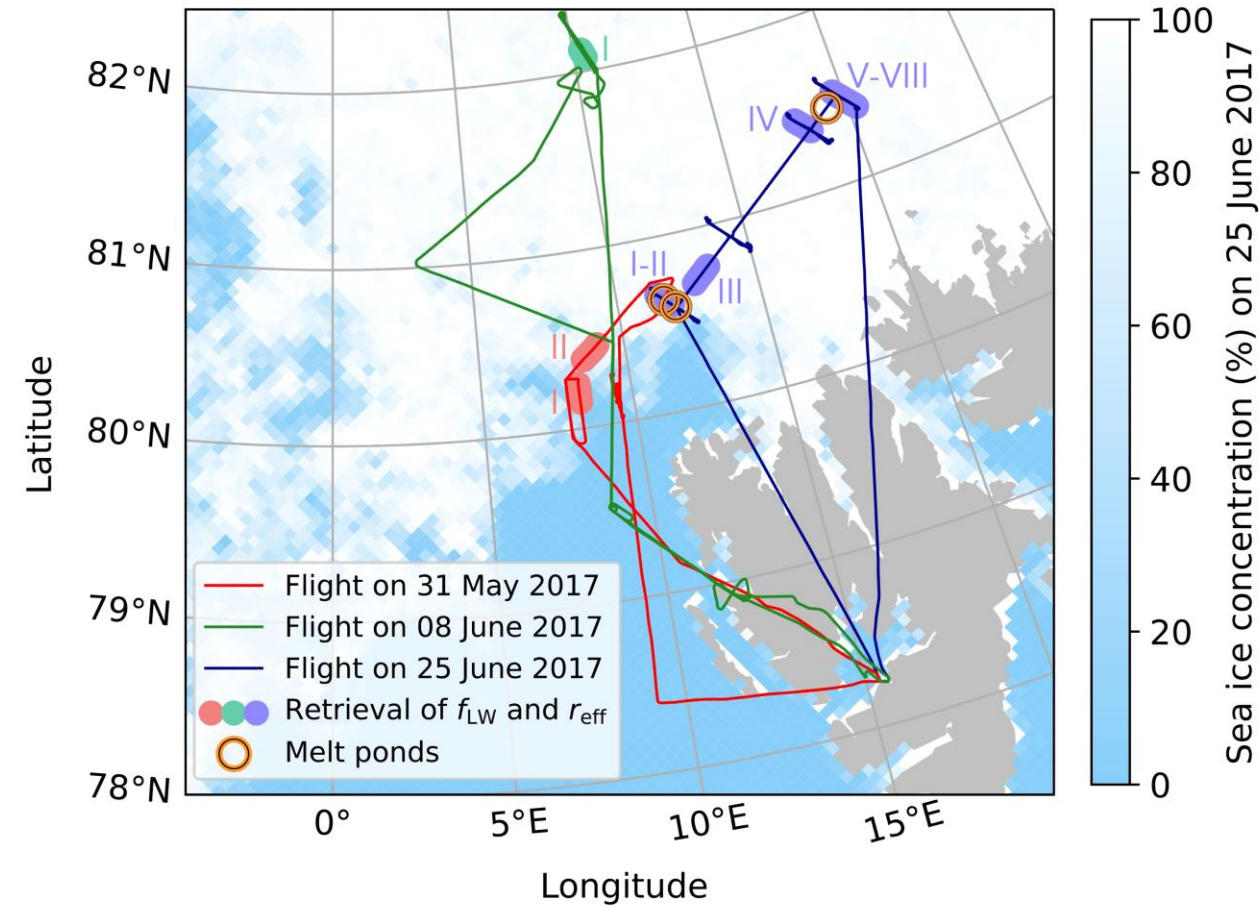 82°N
81°N
80°N
79°N
78°N
Latitude
I
V-VIII
IV
I-II
III
II
I
Flight on 31 May 2017
Flight on 08 June 2017
Flight on 25 June 2017
Retrieval of fLW and reff
Melt ponds
0°
5°E
10°E
15°E
Longitude
100
80
60
40
20
0
Sea ice concentration (%) on 25 June 2017